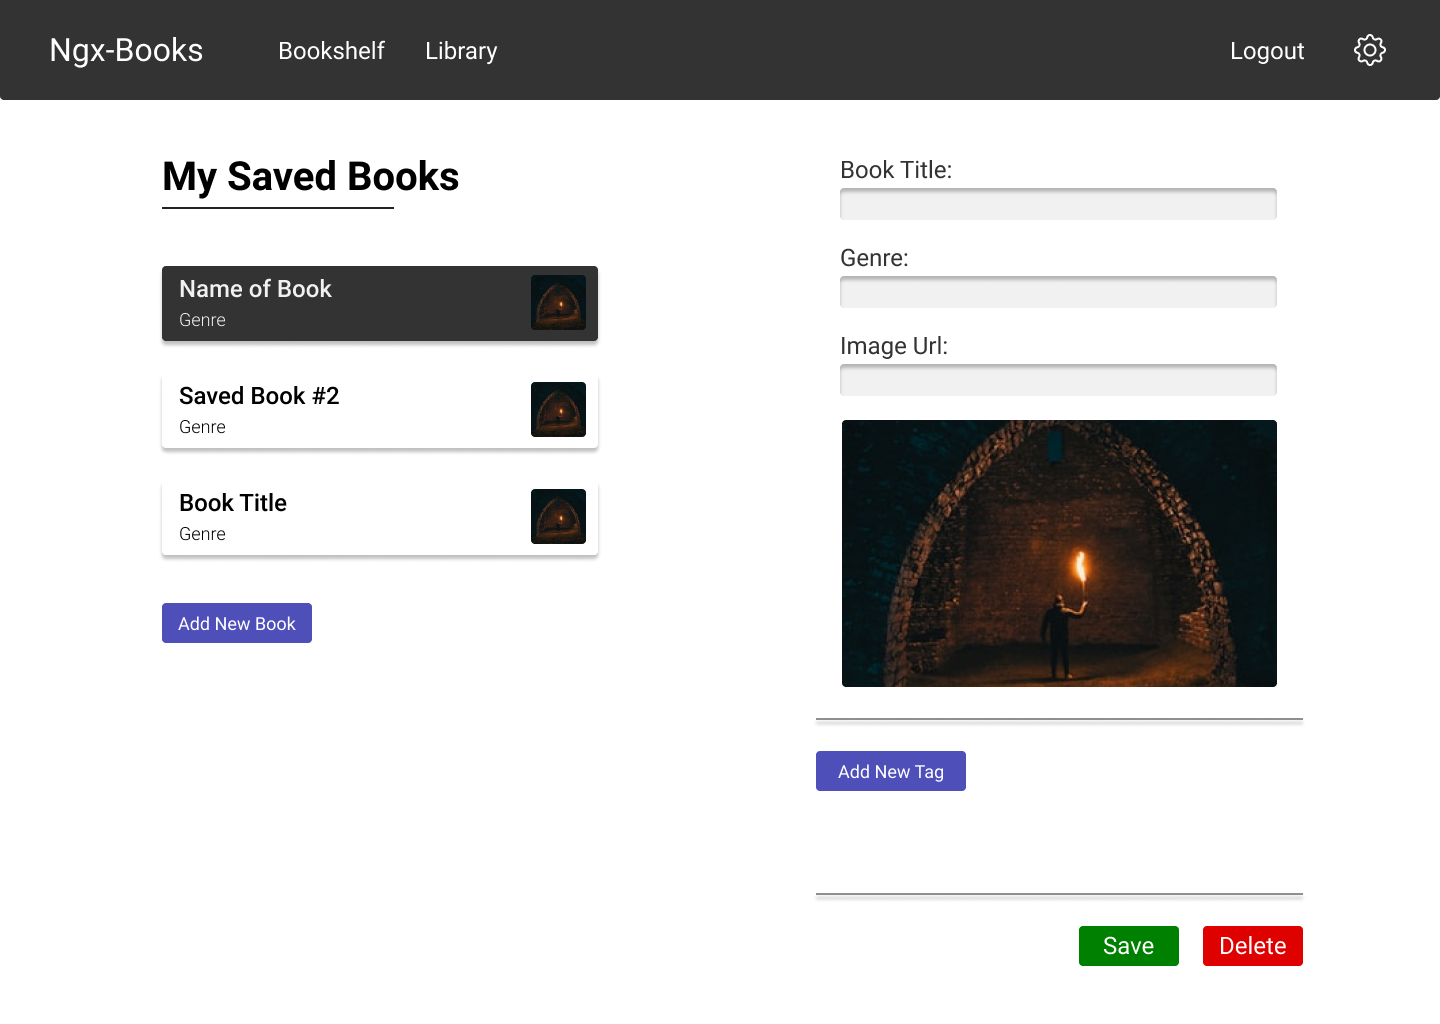 Ngx-Books Bookshelf Library Logout
My Saved Books
Name of Book
Genre
Saved Book #2
Genre
Book Title
Genre
Add New Book
Book Title:
Genre:
Image Url:
Add New Tag
Save Delete